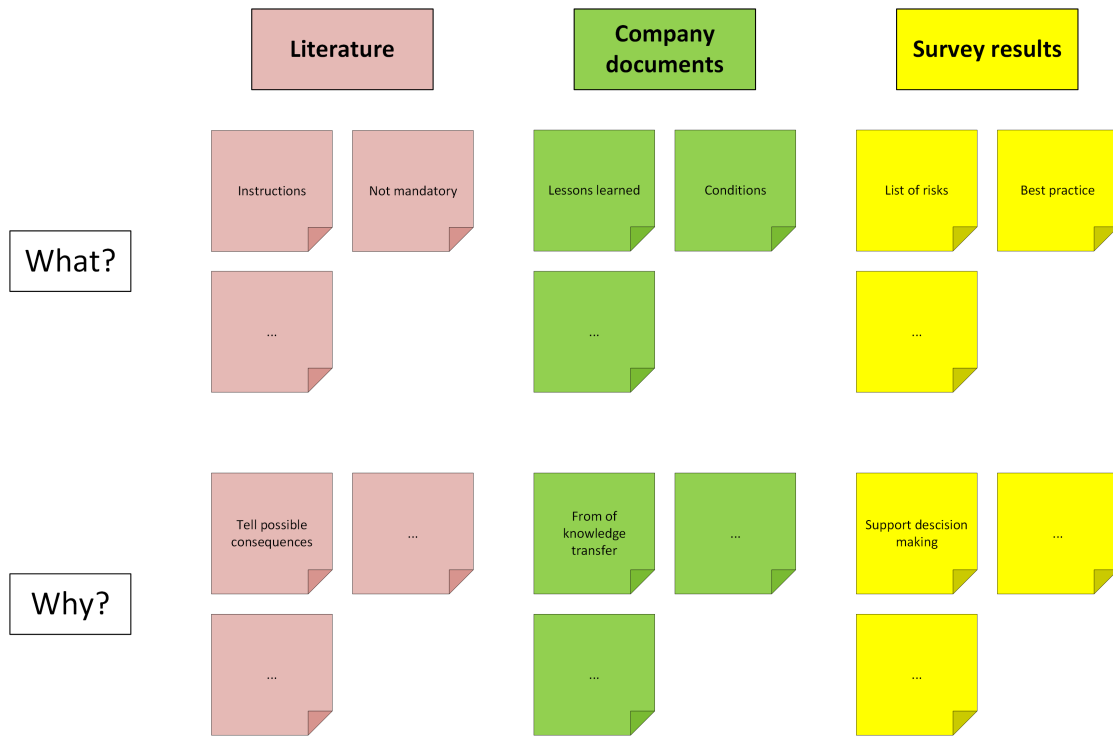 Literature
Company
documents
Survey results
What?
Instructions
Not mandatory
Lessons learned
Conditions
List of risks
Best practice
...
...
...
Why?
Tell possible
consequences
...
From of
knowledge
transfer
...
Support descision
making
...
...
...
...